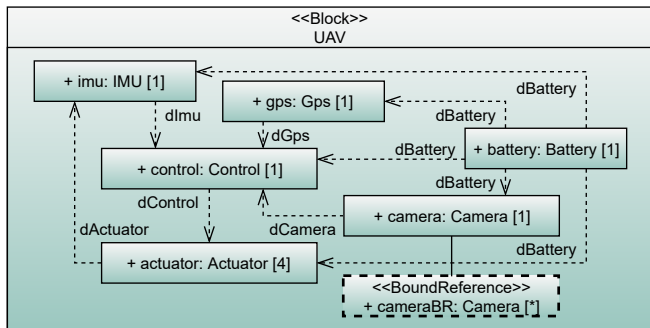 <<Block>>
UAV
+ imu: IMU [1]
+ gps: Gps [1]
dBattery
dImu
dGps
dBattery
dBattery
+ battery: Battery [1]
+ control: Control [1]
dBattery
dControl
dActuator
dCamera
+ camera: Camera [1]
dBattery
+ actuator: Actuator [4]
<<BoundReference>>
+ cameraBR: Camera [*]